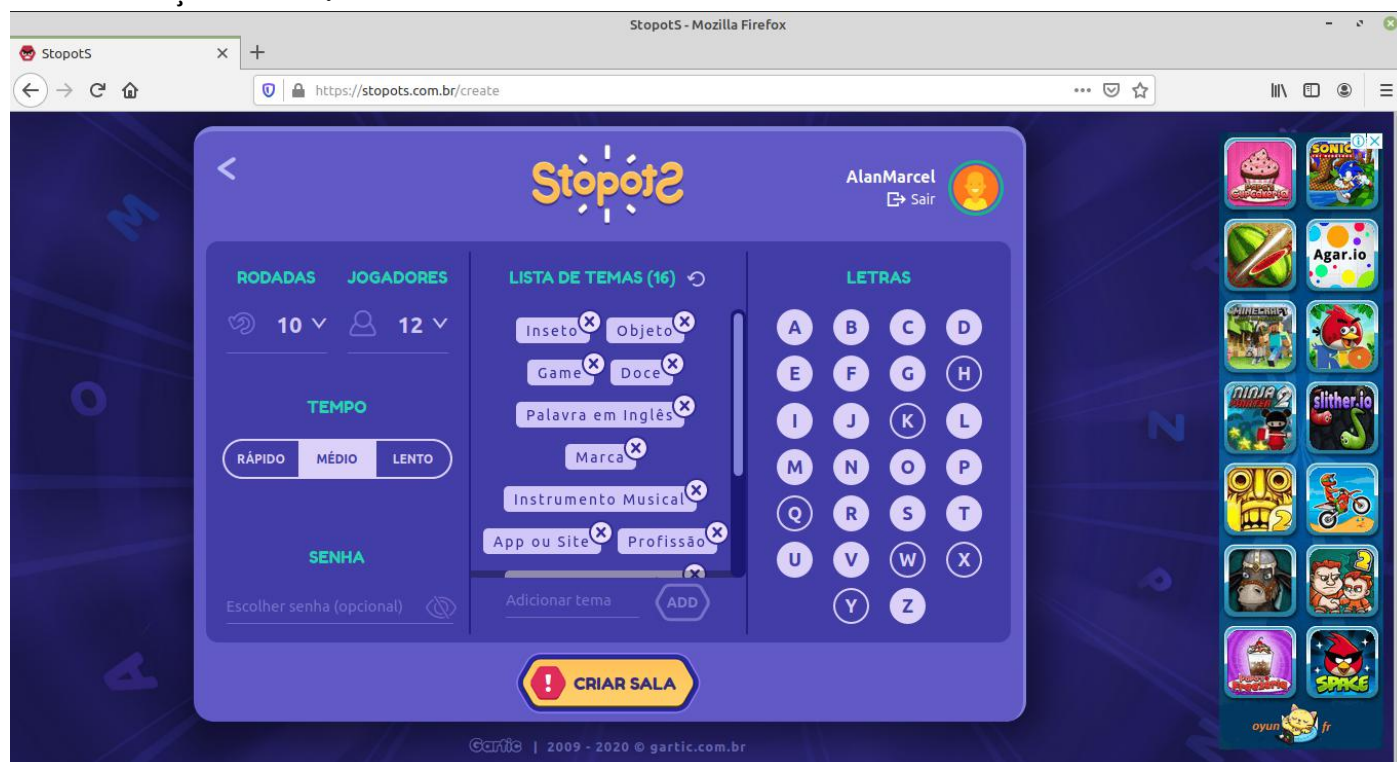 StopotS - Mozilla Firefox
StopotS
https://stopots.com.br/create
StopotS
AlanMarcel
Sair
RODADAS JOGADORES
10 12
TEMPO
RÁPIDO MÉDIO LENTO
SENHA
Escolher senha (opcional)
LISTA DE TEMAS (16)
Inseto Objeto
Game Doce
Palavra em Inglês
Marca
Instrumento Musical
App ou Site Profissão
Adicionar tema ADD
LETRAS
A B C D
E F G H
I J K L
M N O P
Q R S T
U V W X
Y Z
CRIAR SALA
Gartic | 2009 - 2020 © gartic.com.br
SONIC
Agar.io
MINECRAFT
RIO
NINJA
slither.io
2
2
SPACE
oyun fr
M
O
A
N
P